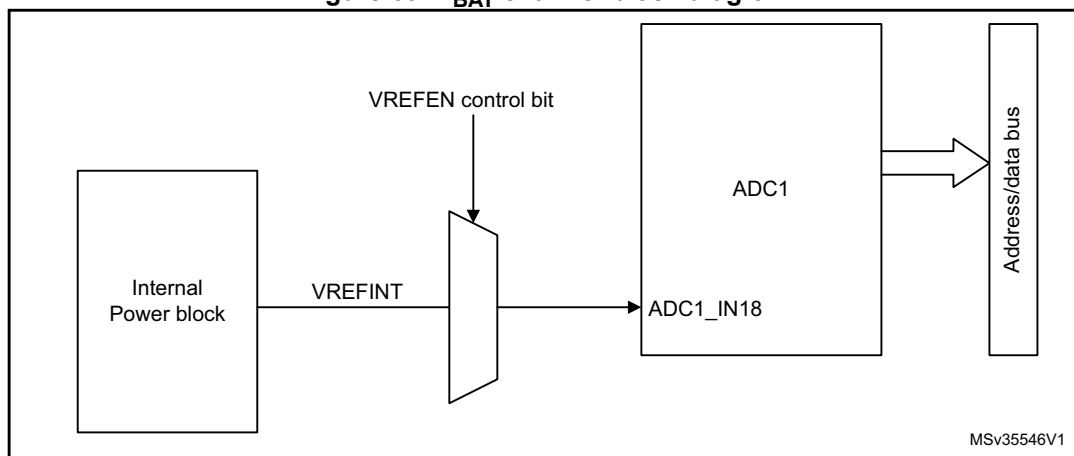 VREFEN control bit
ADC1
Address/data bus
Internal
Power block
VREFINT
ADC1_IN18
MSv35546V1